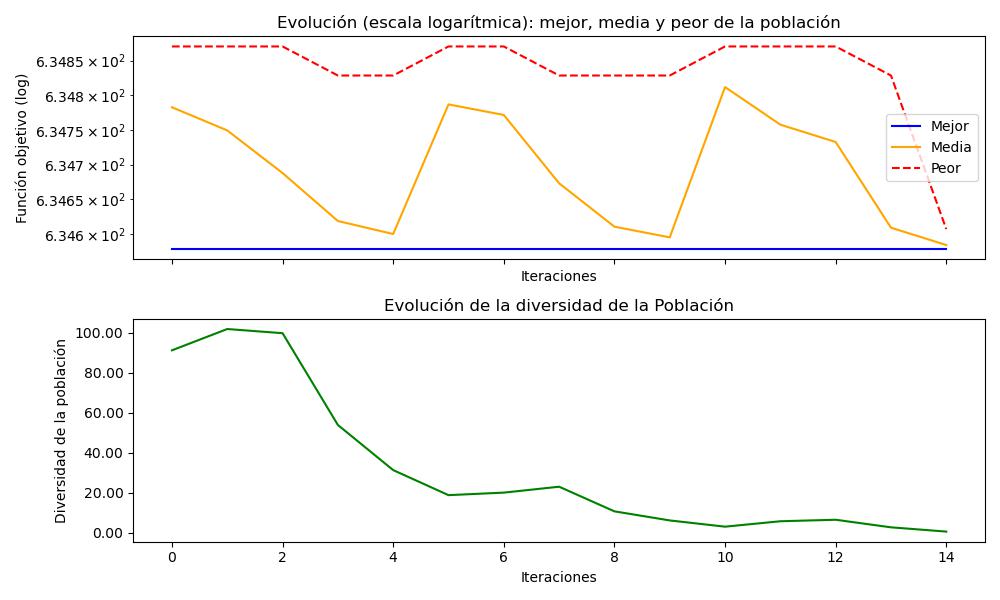 Evolución (escala logarítmica): mejor, media y peor de la población
6.3485 × 10²
6.348 × 10²
6.3475 × 10²
6.347 × 10²
6.3465 × 10²
6.346 × 10²
Función objetivo (log)
Mejor
Media
Peor
Iteraciones
Evolución de la diversidad de la Población
100.00
80.00
60.00
40.00
20.00
0.00
Diversidad de la población
0 2 4 6 8 10 12 14
Iteraciones